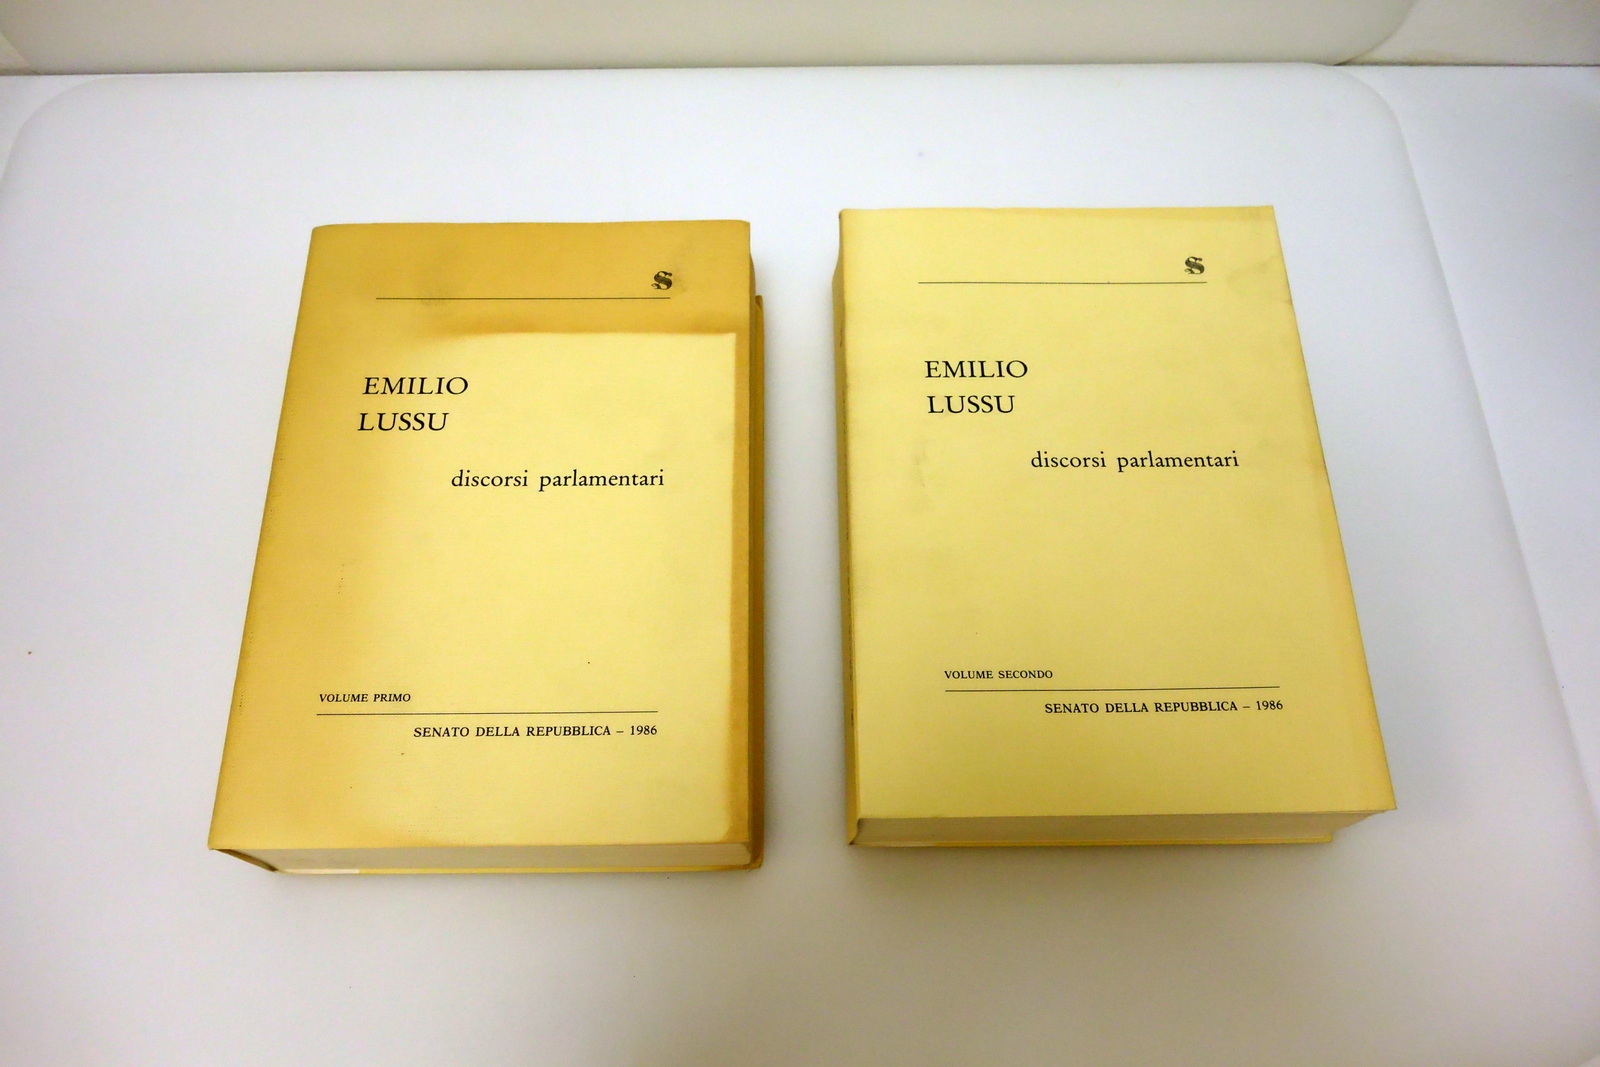 S
EMILIO
LUSSU
discorsi parlamentari
VOLUME PRIMO
SENATO DELLA REPUBBLICA – 1986
S
EMILIO
LUSSU
discorsi parlamentari
VOLUME SECONDO
SENATO DELLA REPUBBLICA – 1986